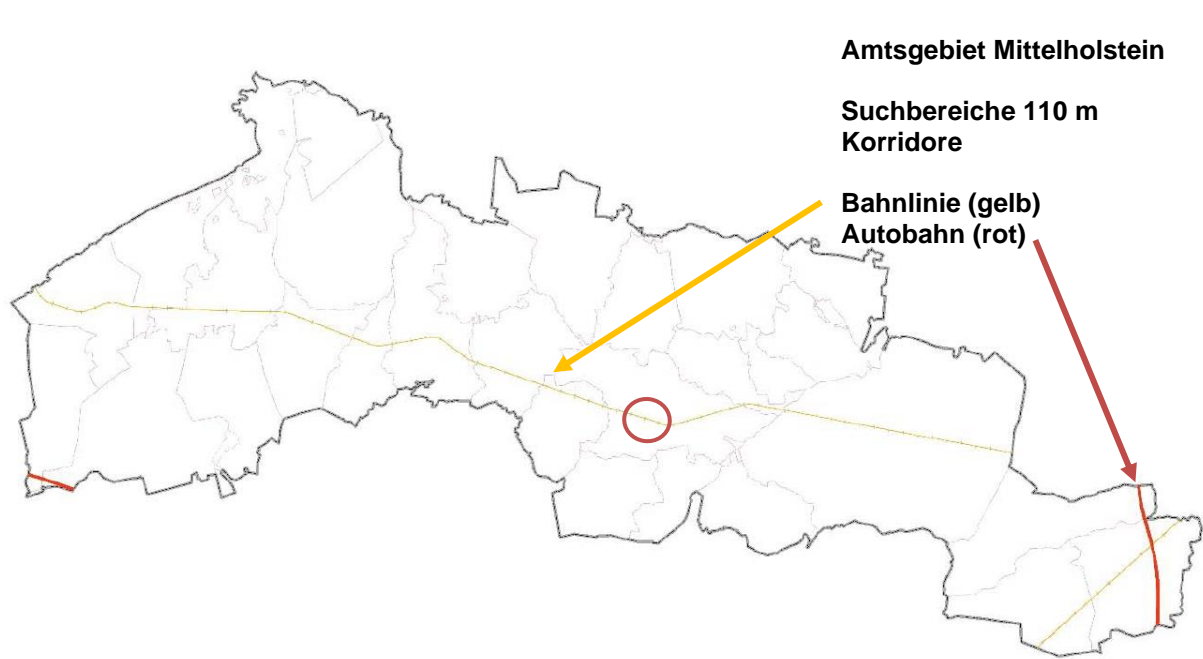 Amtsgebiet Mittelholstein
Suchbereiche 110 m
Korridore
Bahnlinie (gelb)
Autobahn (rot)